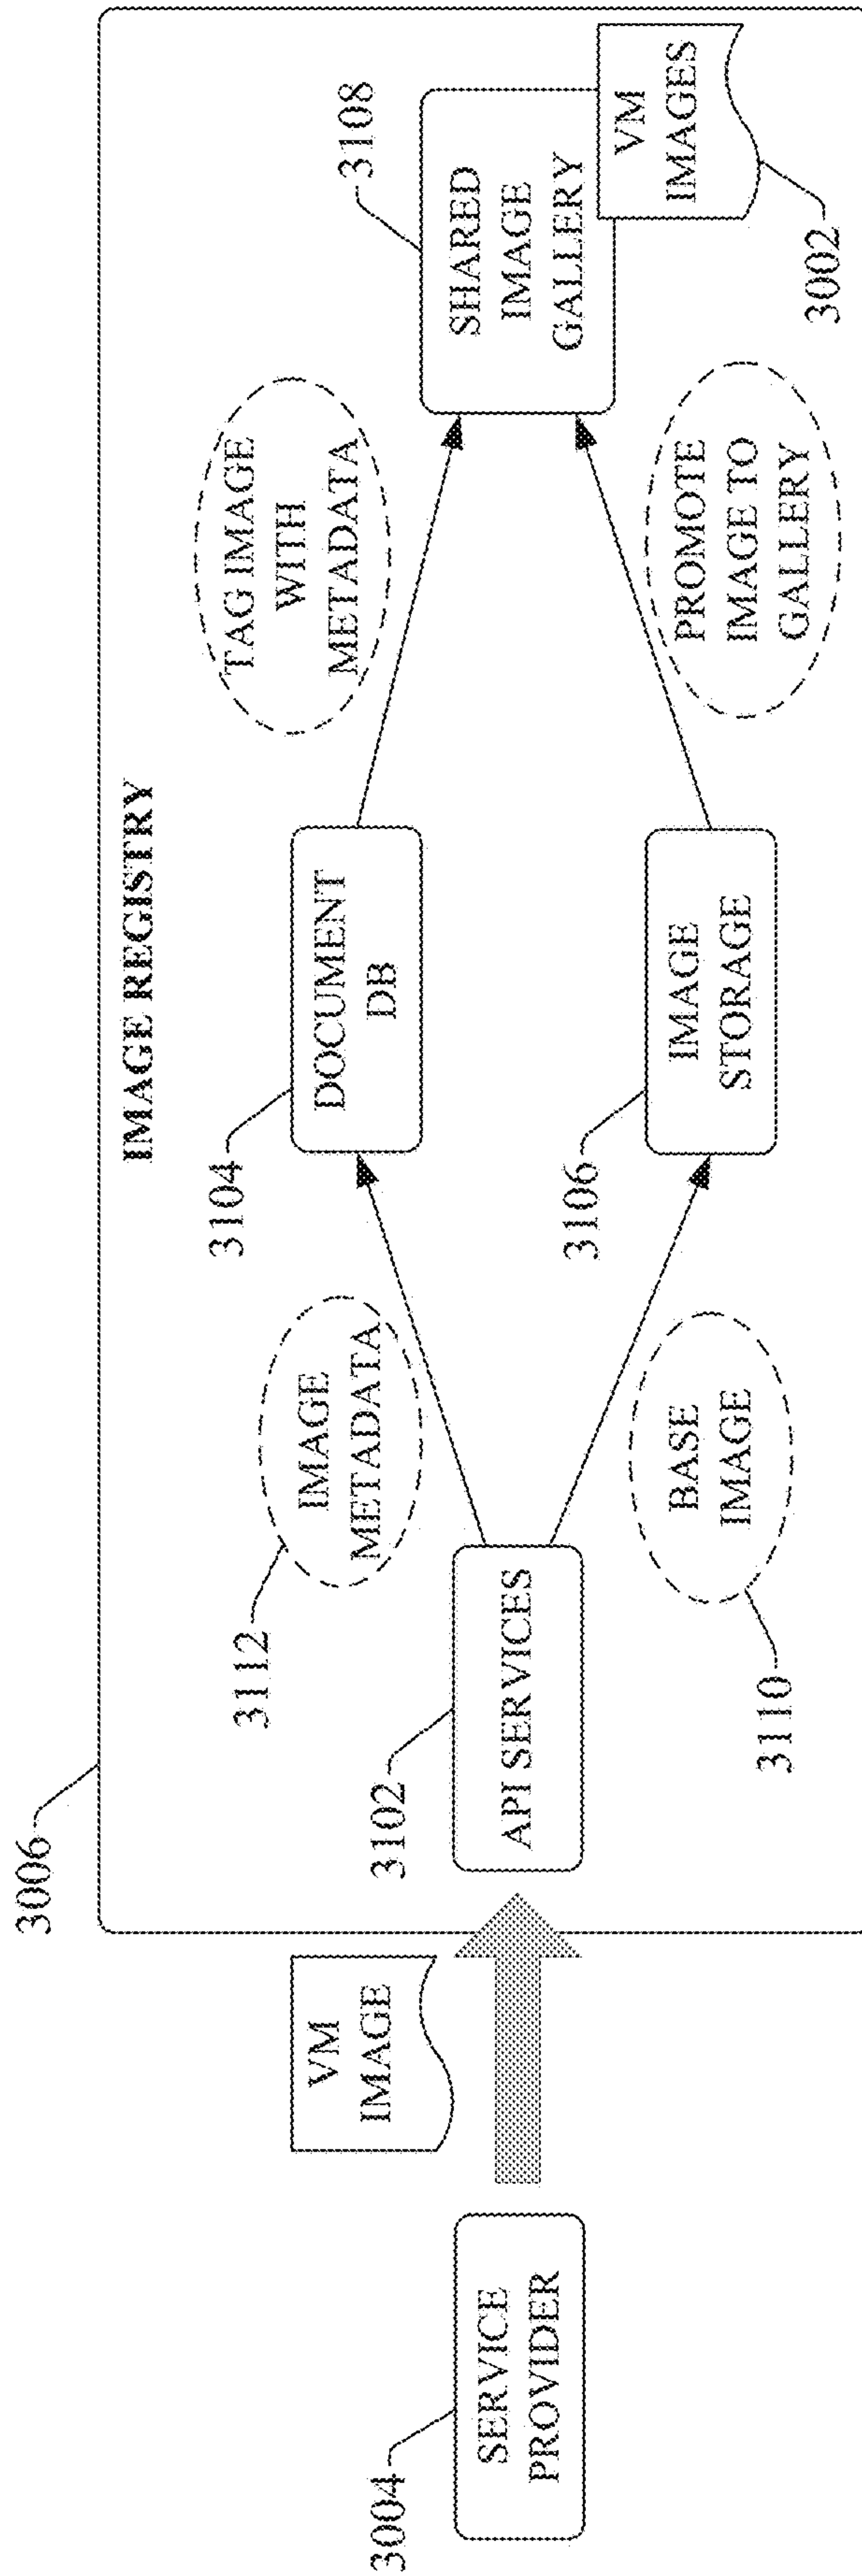 3006
IMAGE REGISTRY
3004
SERVICE
PROVIDER
VM
IMAGE
3102
API SERVICES
3112
IMAGE
METADATA
3110
BASE
IMAGE
3104
DOCUMENT
DB
3106
IMAGE
STORAGE
TAG IMAGE
WITH
METADATA
PROMOTE
IMAGE TO
GALLERY
3108
SHARED
IMAGE
GALLERY
VM
IMAGES
3002